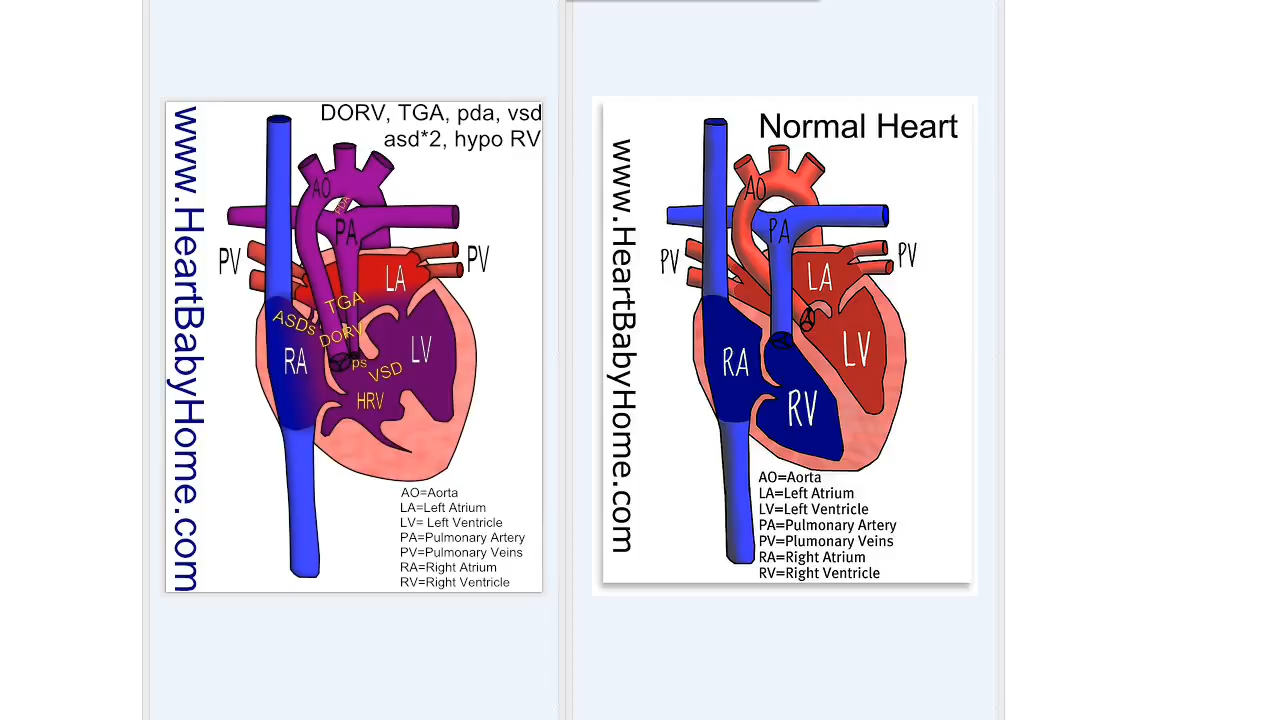 www.HeartBabyHome.com
DORV, TGA, pda, vsd
asd*2, hypo RV
AO
PDA
PA
PV
PV
LA
TGA
ASDs
DORV
RA
ps
VSD
LV
HRV
AO=Aorta
LA=Left Atrium
LV= Left Ventricle
PA=Pulmonary Artery
PV=Pulmonary Veins
RA=Right Atrium
RV=Right Ventricle
www.HeartBabyHome.com
Normal Heart
AO
PA
PV
PV
LA
RA
LV
RV
AO=Aorta
LA=Left Atrium
LV=Left Ventricle
PA=Pulmonary Artery
PV=Plumonary Veins
RA=Right Atrium
RV=Right Ventricle